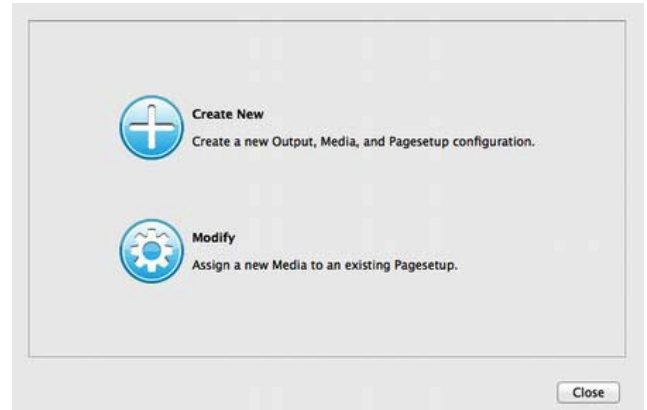 Create New
Create a new Output, Media, and Pagesetup configuration.
Modify
Assign a new Media to an existing Pagesetup.
Close